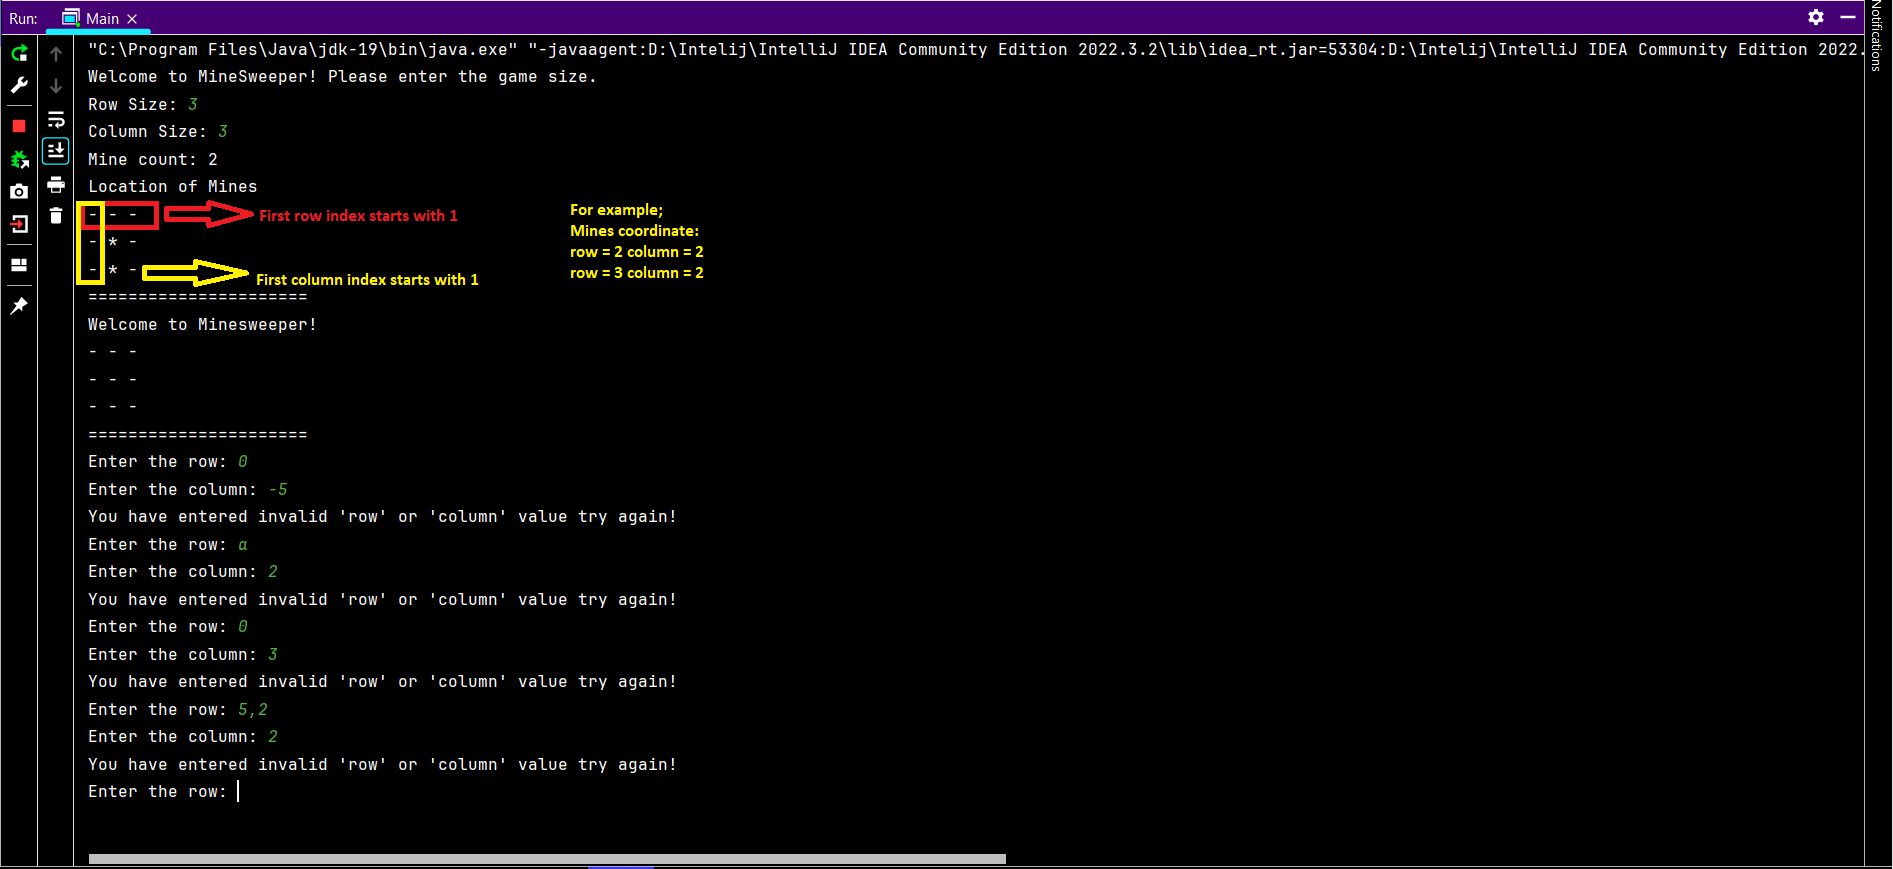 Run: Main
Notifications
"C:\Program Files\Java\jdk-19\bin\java.exe" "-javaagent:D:\Intelij\IntelliJ IDEA Community Edition 2022.3.2\lib\idea_rt.jar=53304:D:\Intelij\IntelliJ IDEA Community Edition 2022.
Welcome to MineSweeper! Please enter the game size.
Row Size: 3
Column Size: 3
Mine count: 2
Location of Mines
- - -
- * -
- * -
First row index starts with 1
First column index starts with 1
For example;
Mines coordinate:
row = 2 column = 2
row = 3 column = 2
======================
Welcome to Minesweeper!
- - -
- - -
- - -
======================
Enter the row: 0
Enter the column: -5
You have entered invalid 'row' or 'column' value try again!
Enter the row: a
Enter the column: 2
You have entered invalid 'row' or 'column' value try again!
Enter the row: 0
Enter the column: 3
You have entered invalid 'row' or 'column' value try again!
Enter the row: 5,2
Enter the column: 2
You have entered invalid 'row' or 'column' value try again!
Enter the row: